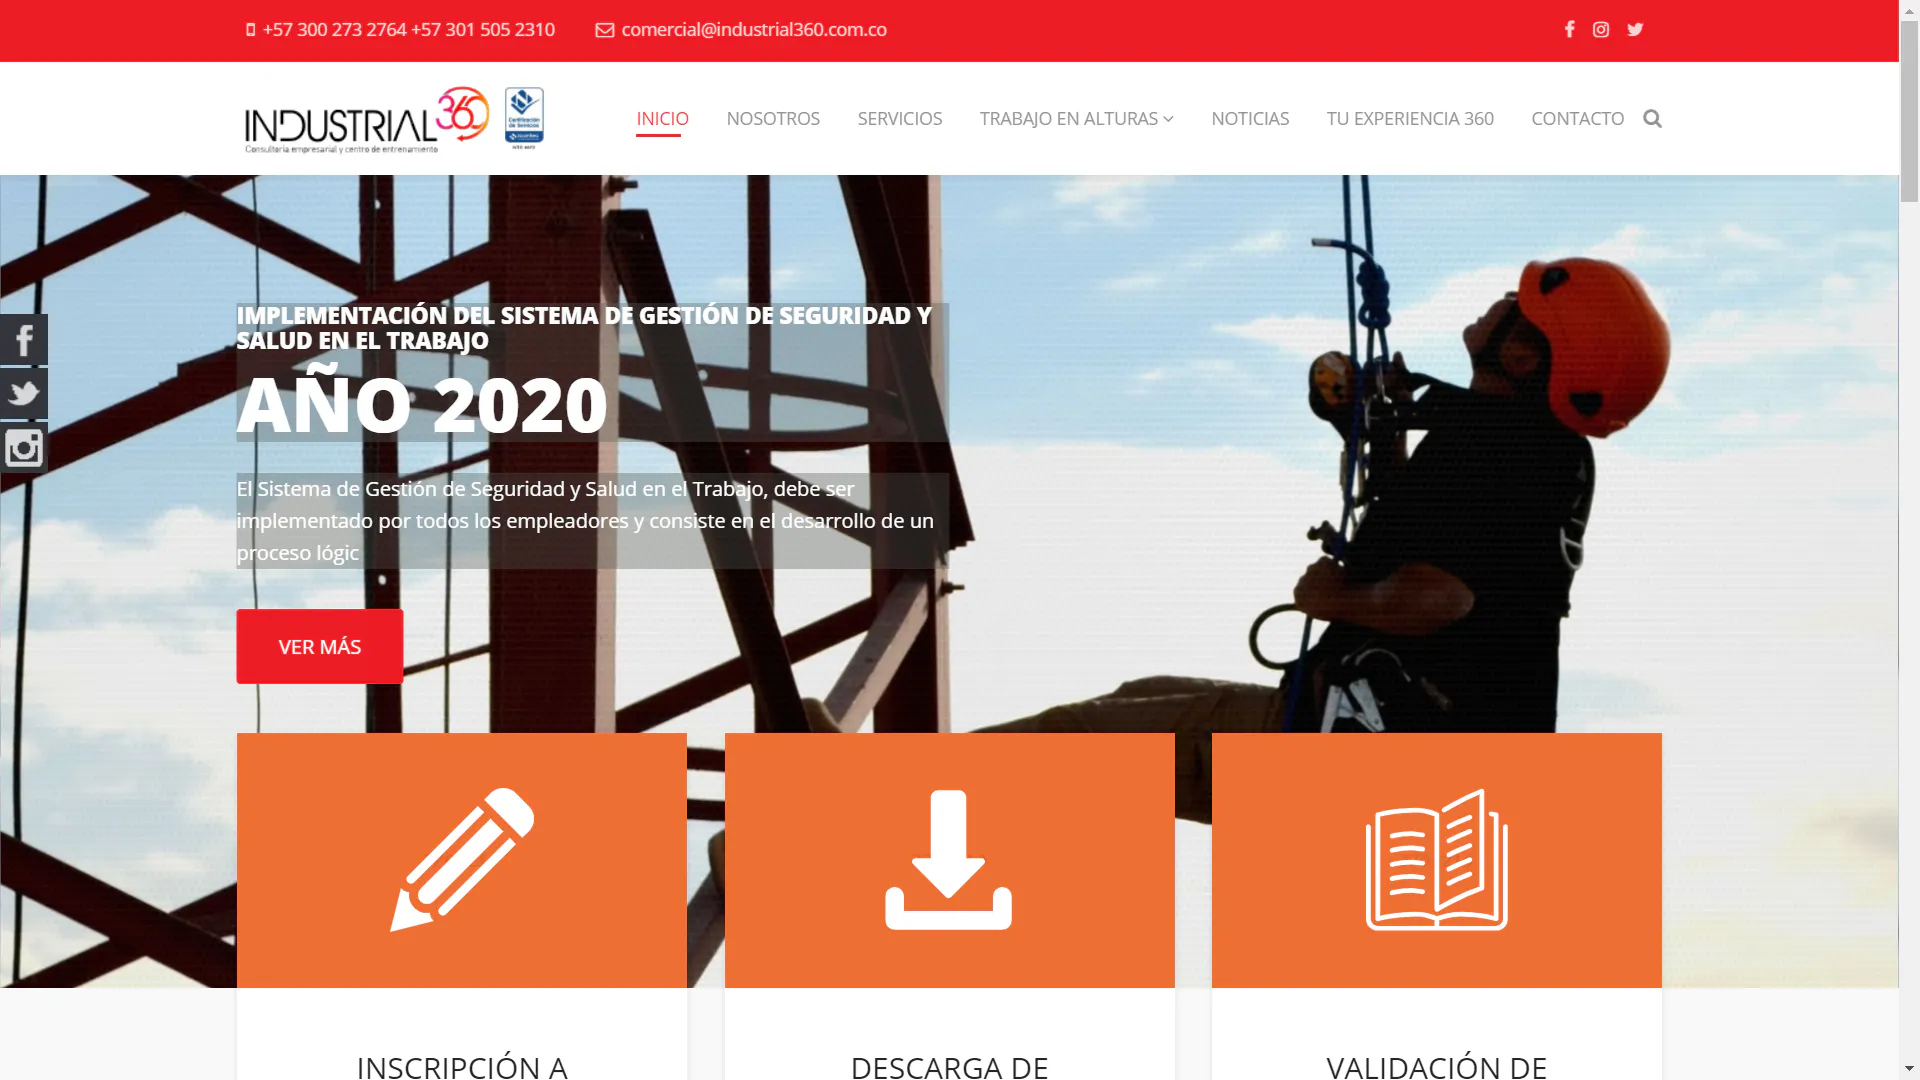 +57 300 273 2764 +57 301 505 2310
comercial@industrial360.com.co
INDUSTRIAL 360
Consultoría empresarial y centro de entrenamiento
Certificación de Servicios
INICIO
NOSOTROS
SERVICIOS
TRABAJO EN ALTURAS
NOTICIAS
TU EXPERIENCIA 360
CONTACTO
IMPLEMENTACIÓN DEL SISTEMA DE GESTIÓN DE SEGURIDAD Y
SALUD EN EL TRABAJO
AÑO 2020
El Sistema de Gestión de Seguridad y Salud en el Trabajo, debe ser
implementado por todos los empleadores y consiste en el desarrollo de un
proceso lógic
VER MÁS
INSCRIPCIÓN A
DESCARGA DE
VALIDACIÓN DE